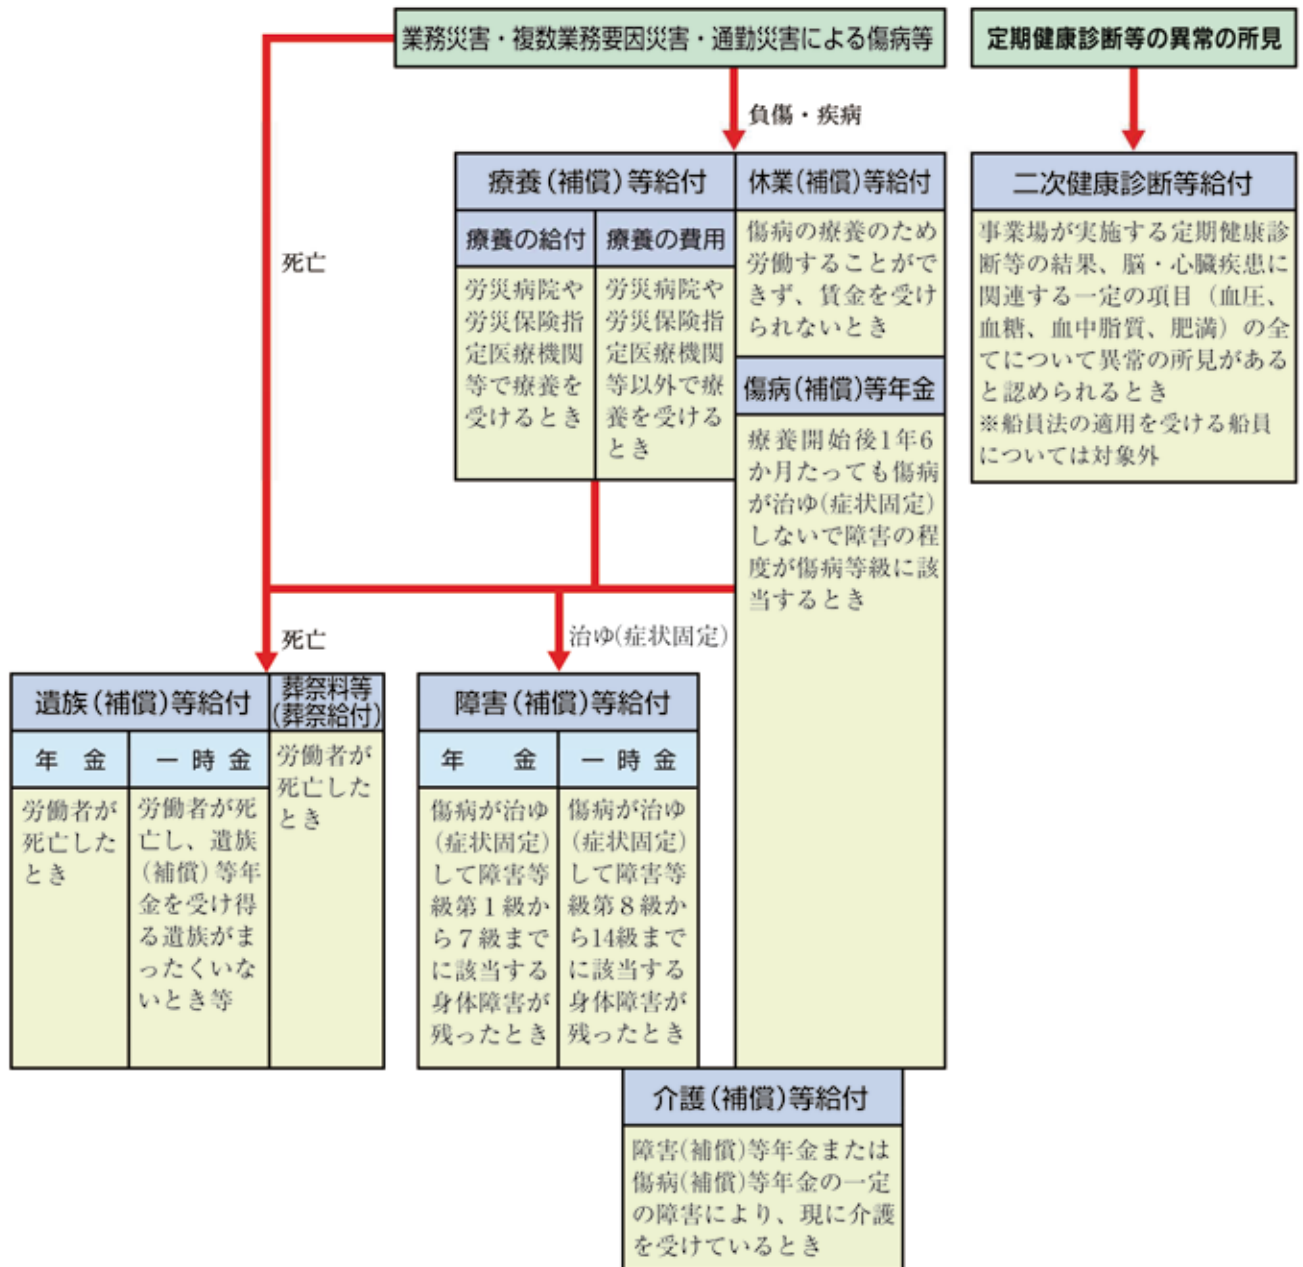 業務災害・複数業務要因災害・通勤災害による傷病等
定期健康診断等の異常の所見
負傷・疾病
死亡
療養(補償)等給付
療養の給付
労災病院や
労災保険指
定医療機関
等で療養を
受けるとき
療養の費用
労災病院や
労災保険指
定医療機関
等以外で療
養を受ける
とき
休業(補償)等給付
傷病の療養のため
労働することがで
きず、賃金を受け
られないとき
傷病(補償)等年金
療養開始後1年6
か月たっても傷病
が治ゆ(症状固定)
しないで障害の程
度が傷病等級に該
当するとき
二次健康診断等給付
事業場が実施する定期健康診
断等の結果、脳・心臓疾患に
関連する一定の項目（血圧、
血糖、血中脂質、肥満）の全
てについて異常の所見がある
と認められるとき
※船員法の適用を受ける船員
については対象外
死亡
治ゆ(症状固定)
遺族(補償)等給付
年金
労働者が
死亡した
とき
一時金
労働者が死
亡し、遺族
(補償)等年
金を受け得
る遺族がま
ったくいな
いとき等
葬祭料等
(葬祭給付)
労働者が
死亡した
とき
障害(補償)等給付
年金
傷病が治ゆ
(症状固定)
して障害等
級第１級か
ら７級まで
に該当する
身体障害が
残ったとき
一時金
傷病が治ゆ
(症状固定)
して障害等
級第８級か
ら14級まで
に該当する
身体障害が
残ったとき
介護(補償)等給付
障害(補償)等年金または
傷病(補償)等年金の一定
の障害により、現に介護
を受けているとき